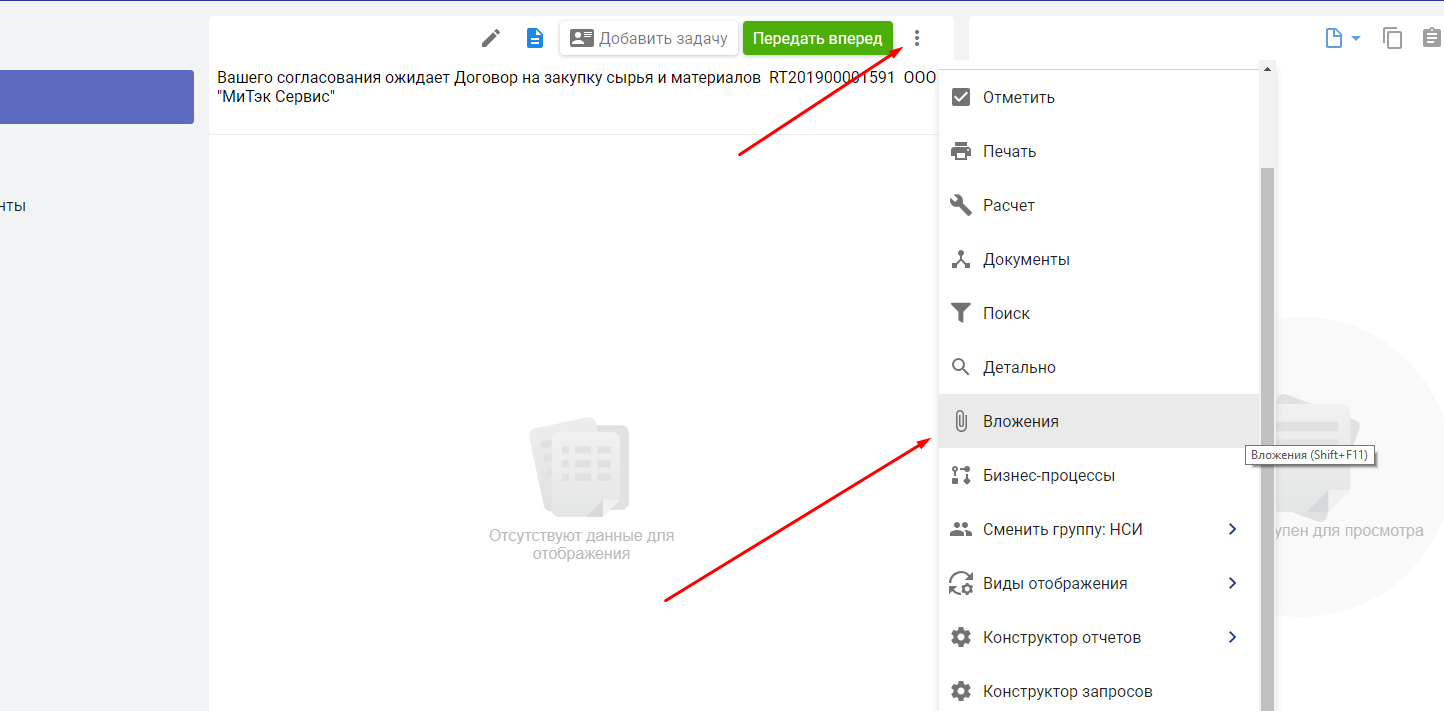 Добавить задачу
Передать вперед
Вашего согласования ожидает Договор на закупку сырья и материалов RT201900001591 ООО
"МиТэк Сервис"
нты
Отсутствуют данные для
отображения
Отметить
Печать
Расчет
Документы
Поиск
Детально
Вложения
Вложения (Shift+F11)
Бизнес-процессы
Сменить группу: НСИ
Виды отображения
Конструктор отчетов
Конструктор запросов
упен для просмотра